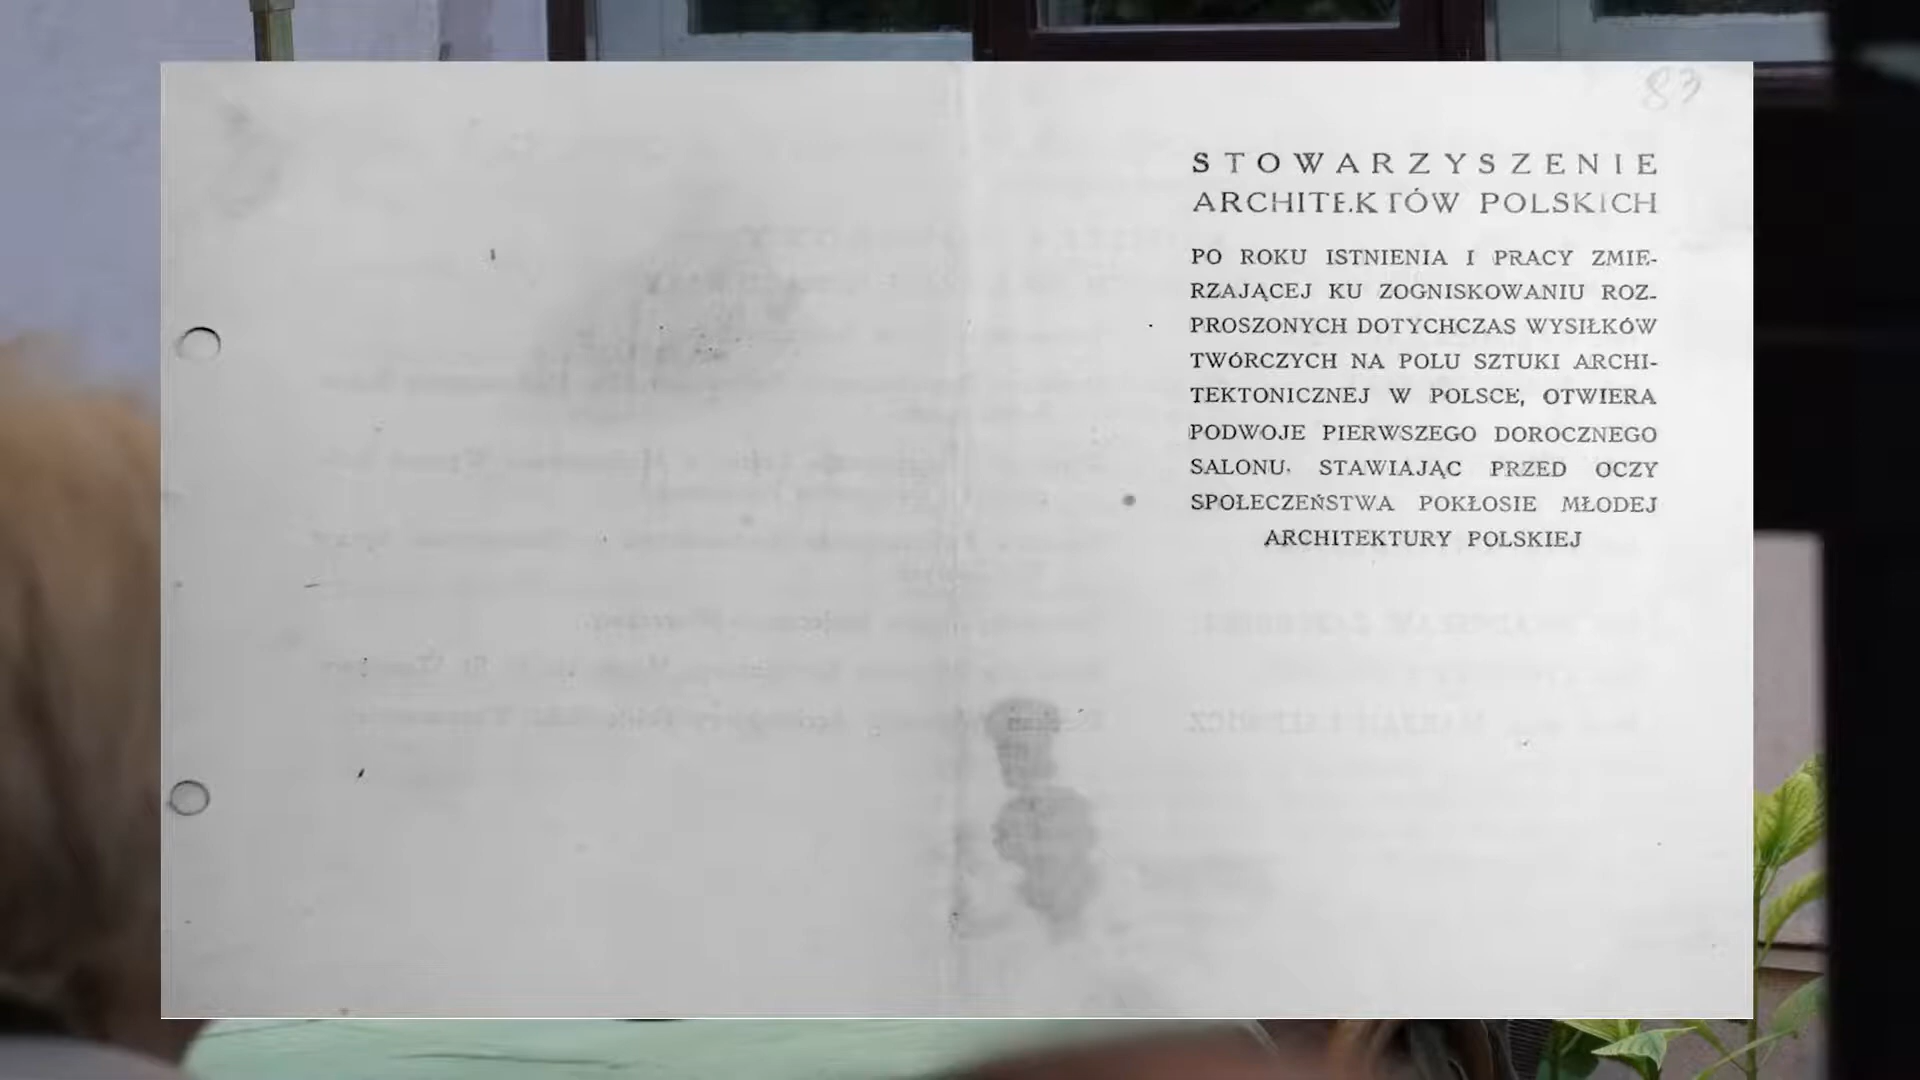 83
STOWARZYSZENIE
ARCHITEKTÓW POLSKICH
PO ROKU ISTNIENIA I PRACY ZMIE-
RZAJĄCEJ KU ZOGNISKOWANIU ROZ-
PROSZONYCH DOTYCHCZAS WYSIŁKÓW
TWÓRCZYCH NA POLU SZTUKI ARCHI-
TEKTONICZNEJ W POLSCE, OTWIERA
PODWOJE PIERWSZEGO DOROCZNEGO
SALONU, STAWIAJĄC PRZED OCZY
SPOŁECZEŃSTWA POKŁOSIE MŁODEJ
ARCHITEKTURY POLSKIEJ